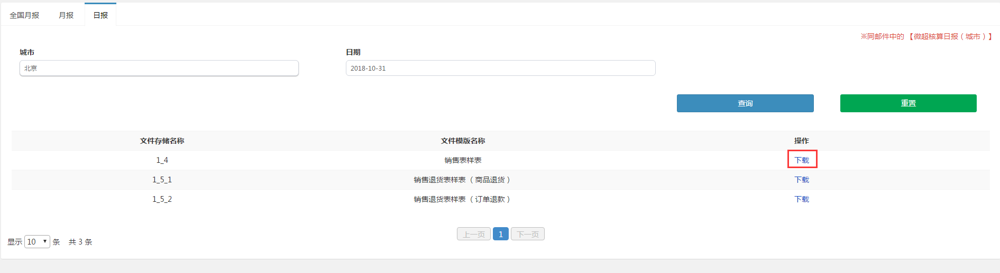 全国月报 月报 日报
※同邮件中的 【微超核算日报（城市）】
城市 日期
北京 2018-10-31
查询 重置
文件存储名称 文件模版名称 操作
1_4 销售表样表 下载
1_5_1 销售退货表样表 （商品退货） 下载
1_5_2 销售退货表样表 （订单退款） 下载
上一页 1 下一页
显示 10 条 共 3 条